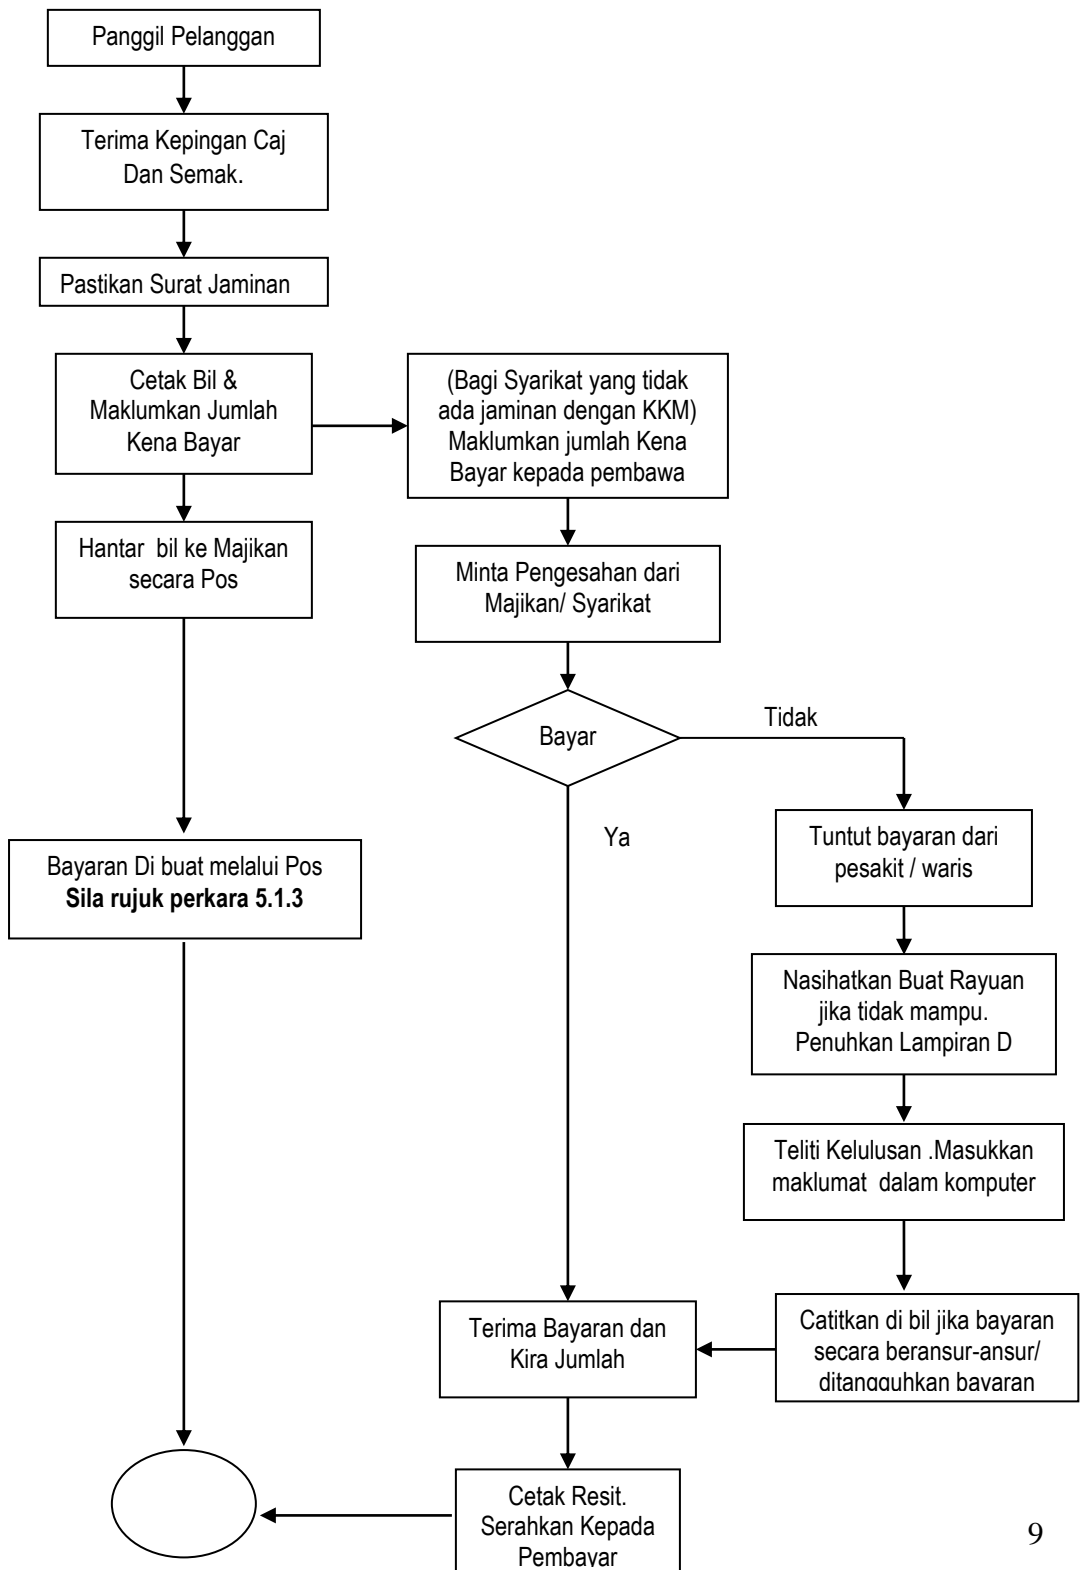 Panggil Pelanggan
Terima Kepingan Caj
Dan Semak.
Pastikan Surat Jaminan
Cetak Bil &
Maklumkan Jumlah
Kena Bayar
(Bagi Syarikat yang tidak
ada jaminan dengan KKM)
Maklumkan jumlah Kena
Bayar kepada pembawa
Hantar bil ke Majikan
secara Pos
Minta Pengesahan dari
Majikan/ Syarikat
Bayar
Tidak
Ya
Tuntut bayaran dari
pesakit / waris
Bayaran Di buat melalui Pos
Sila rujuk perkara 5.1.3
Nasihatkan Buat Rayuan
jika tidak mampu.
Penuhkan Lampiran D
Teliti Kelulusan .Masukkan
maklumat dalam komputer
Catitkan di bil jika bayaran
secara beransur-ansur/
ditangguhkan bayaran
Terima Bayaran dan
Kira Jumlah
Cetak Resit.
Serahkan Kepada
Pembayar
9